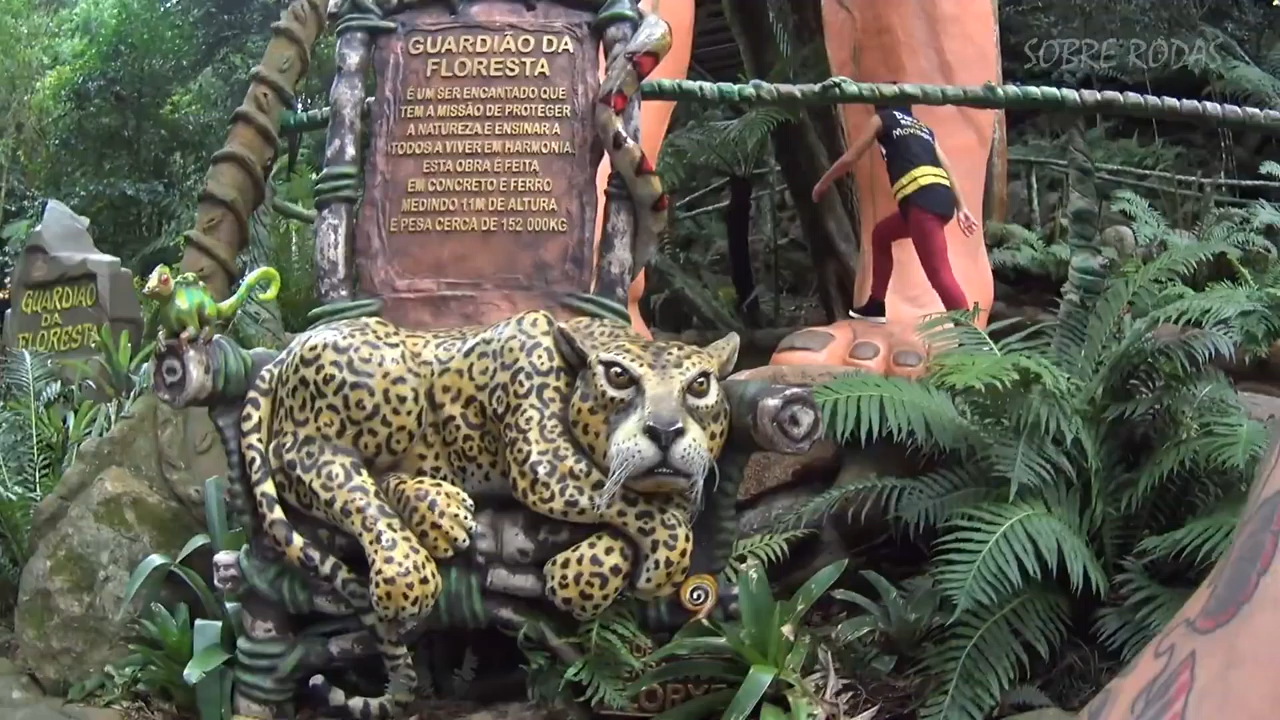 SOBRE RODAS
GUARDIÃO DA
FLORESTA
É UM SER ENCANTADO QUE
TEM A MISSÃO DE PROTEGER
A NATUREZA E ENSINAR A
TODOS A VIVER EM HARMONIA.
ESTA OBRA É FEITA
EM CONCRETO E FERRO
MEDINDO 11M DE ALTURA
E PESA CERCA DE 152 000KG
GUARDIÃO
DA
FLORESTA